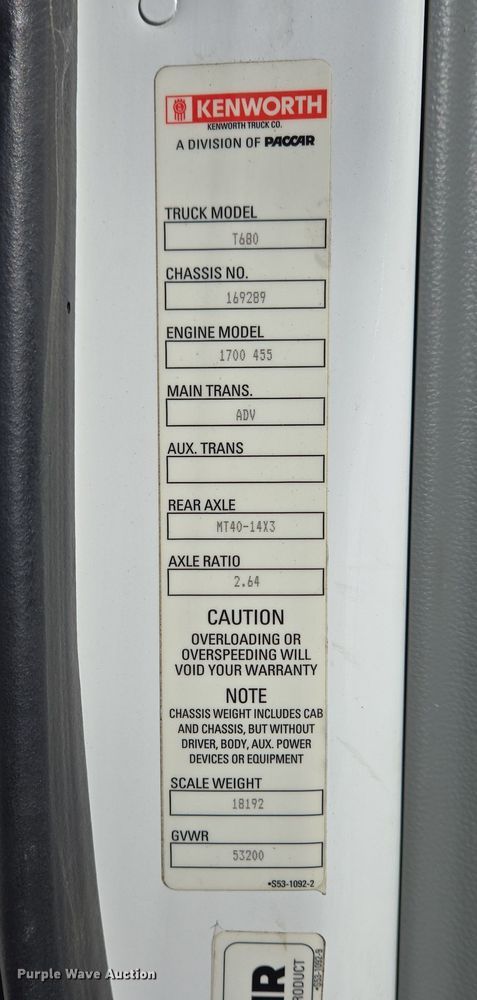 KENWORTH
KENWORTH TRUCK CO.
A DIVISION OF PACCAR
TRUCK MODEL
T680
CHASSIS NO.
169289
ENGINE MODEL
1700 455
MAIN TRANS.
ADV
AUX. TRANS
REAR AXLE
MT40-14X3
AXLE RATIO
2.64
CAUTION
OVERLOADING OR
OVERSPEEDING WILL
VOID YOUR WARRANTY
NOTE
CHASSIS WEIGHT INCLUDES CAB
AND CHASSIS, BUT WITHOUT
DRIVER, BODY, AUX. POWER
DEVICES OR EQUIPMENT
SCALE WEIGHT
18192
GVWR
53200
•S53-1092-2
RODUCT
Purple Wave Auction